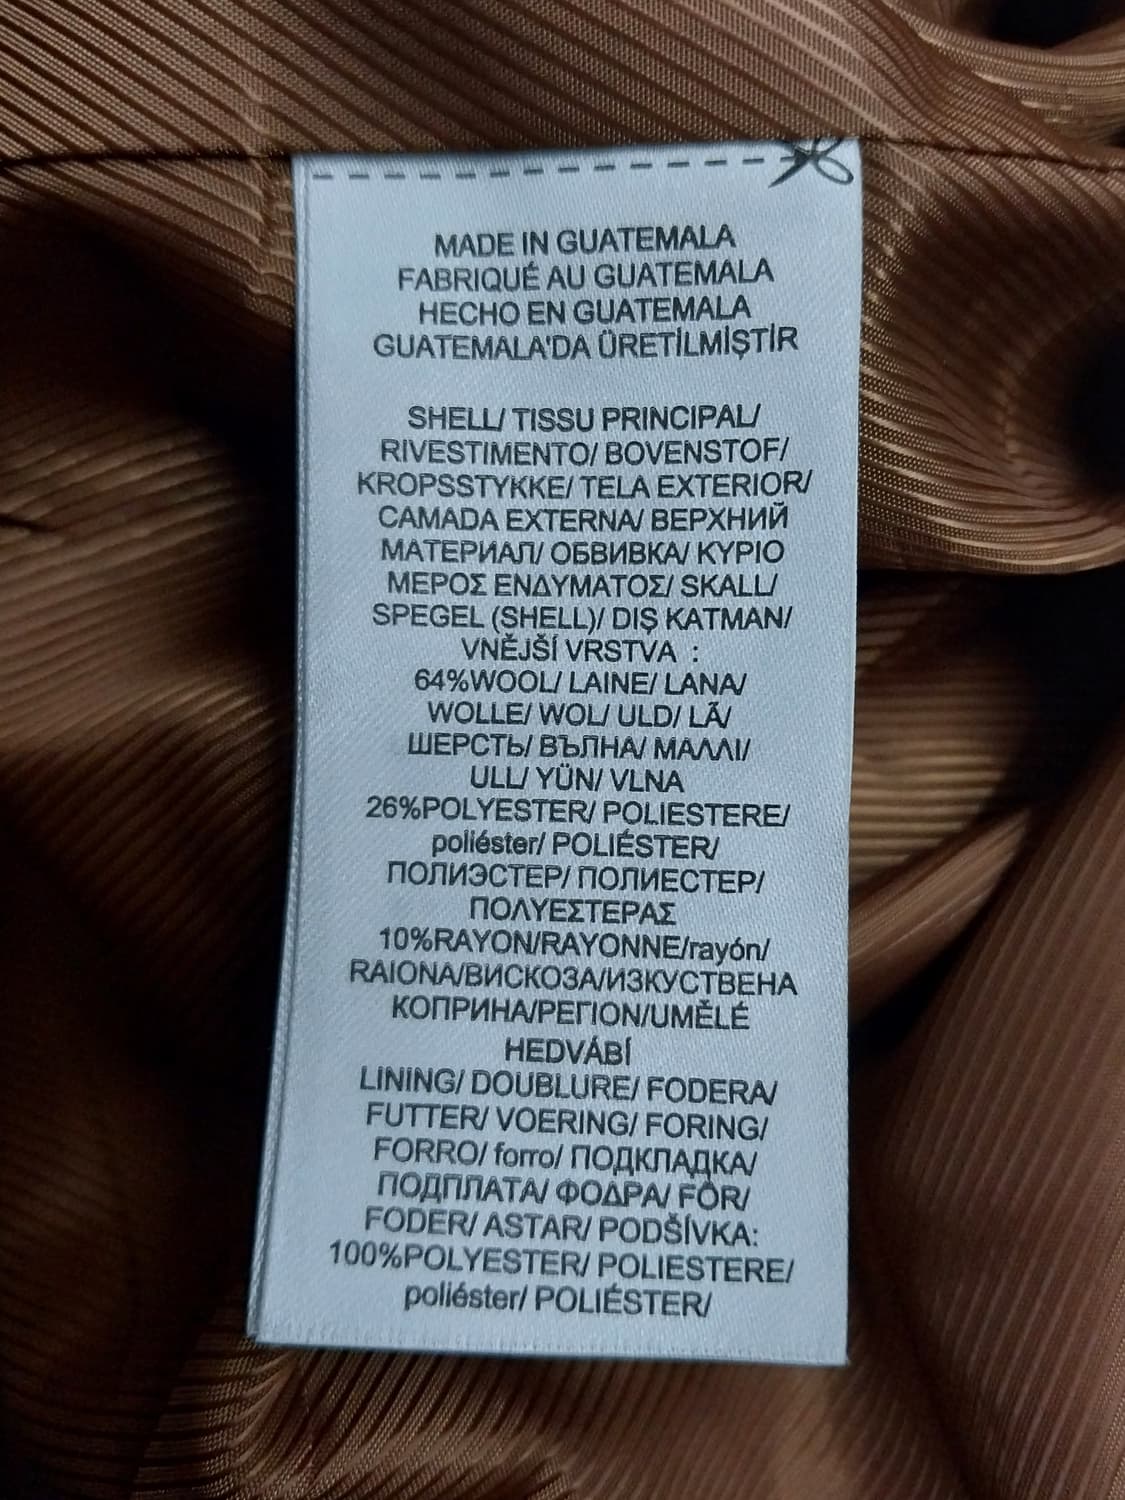 MADE IN GUATEMALA
FABRIQUÉ AU GUATEMALA
HECHO EN GUATEMALA
GUATEMALA'DA ÜRETİLMİŞTİR
SHELL/ TISSU PRINCIPAL/
RIVESTIMENTO/ BOVENSTOF/
KROPSSTYKKE/ TELA EXTERIOR/
CAMADA EXTERNA/ ВЕРХНИЙ
МАТЕРИАЛ/ ОБВИВКА/ ΚΥΡΙΟ
ΜΕΡΟΣ ΕΝΔΥΜΑΤΟΣ/ SKALL/
SPEGEL (SHELL)/ DIŞ KATMAN/
VNĚJŠÍ VRSTVA :
64%WOOL/ LAINE/ LANA/
WOLLE/ WOL/ ULD/ LÃ/
ШЕРСТЬ/ ВЪЛНА/ ΜΑΛΛΙ/
ULL/ YÜN/ VLNA
26%POLYESTER/ POLIESTERE/
poliéster/ POLIÉSTER/
ПОЛИЭСТЕР/ ПОЛИЕСТЕР/
ΠΟΛΥΕΣΤΕΡΑΣ
10%RAYON/RAYONNE/rayón/
RAIONA/ВИСКОЗА/ИЗКУСТВЕНА
КОПРИНА/ΡΕΓΙΟΝ/UMĚLÉ
HEDVÁBÍ
LINING/ DOUBLURE/ FODERA/
FUTTER/ VOERING/ FORING/
FORRO/ forro/ ПОДКЛАДКА/
ПОДПЛАТА/ ΦΟΔΡΑ/ FÔR/
FODER/ ASTAR/ PODŠÍVKA:
100%POLYESTER/ POLIESTERE/
poliéster/ POLIÉSTER/